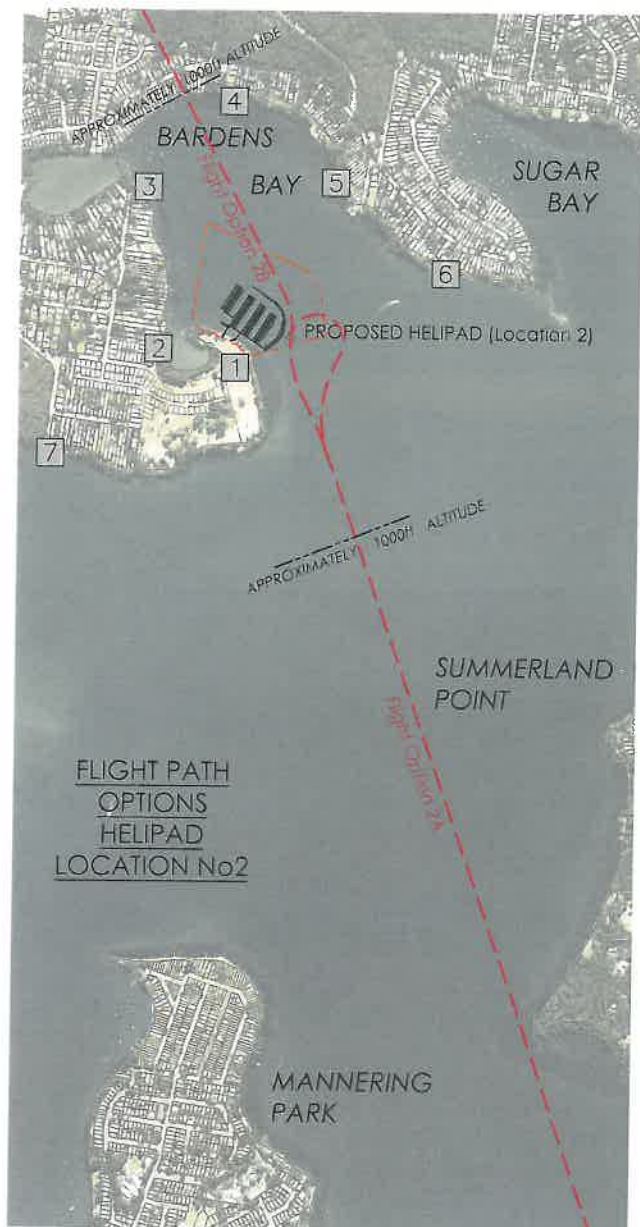 APPROXIMATELY 1000ft ALTITUDE
4
BARDENS
BAY
3
5
SUGAR
BAY
Flight Option 2B
6
PROPOSED HELIPAD (Location 2)
2
1
7
APPROXIMATELY 1000ft ALTITUDE
SUMMERLAND
POINT
Flight Option 2A
FLIGHT PATH
OPTIONS
HELIPAD
LOCATION No2
MANNERING
PARK